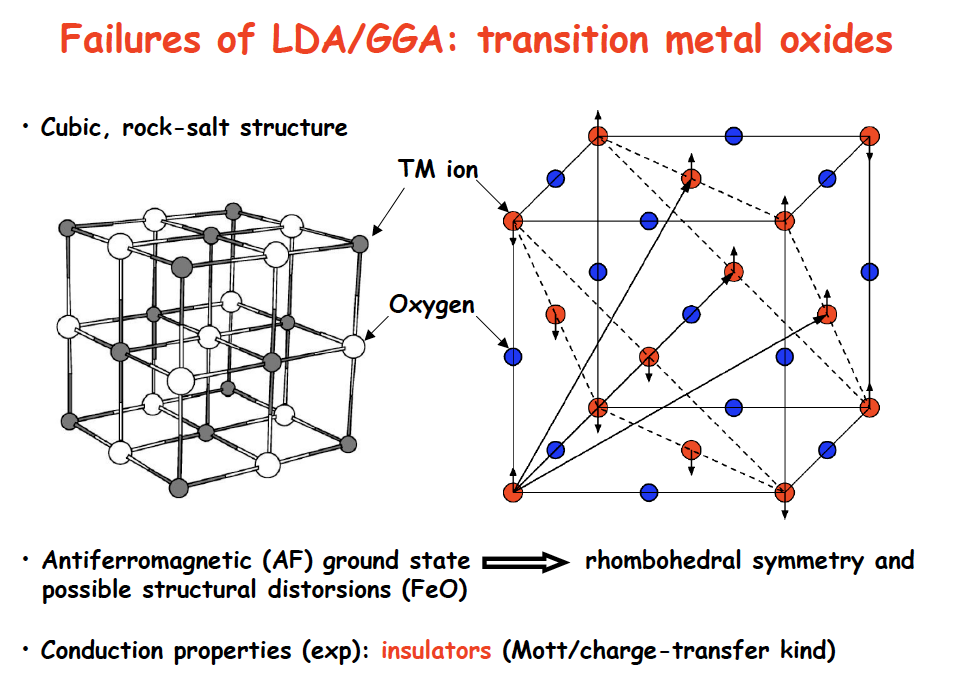 Failures of LDA/GGA: transition metal oxides
• Cubic, rock-salt structure
TM ion
Oxygen
• Antiferromagnetic (AF) ground state rhombohedral symmetry and
possible structural distortions (FeO)
• Conduction properties (exp): insulators (Mott/charge-transfer kind)